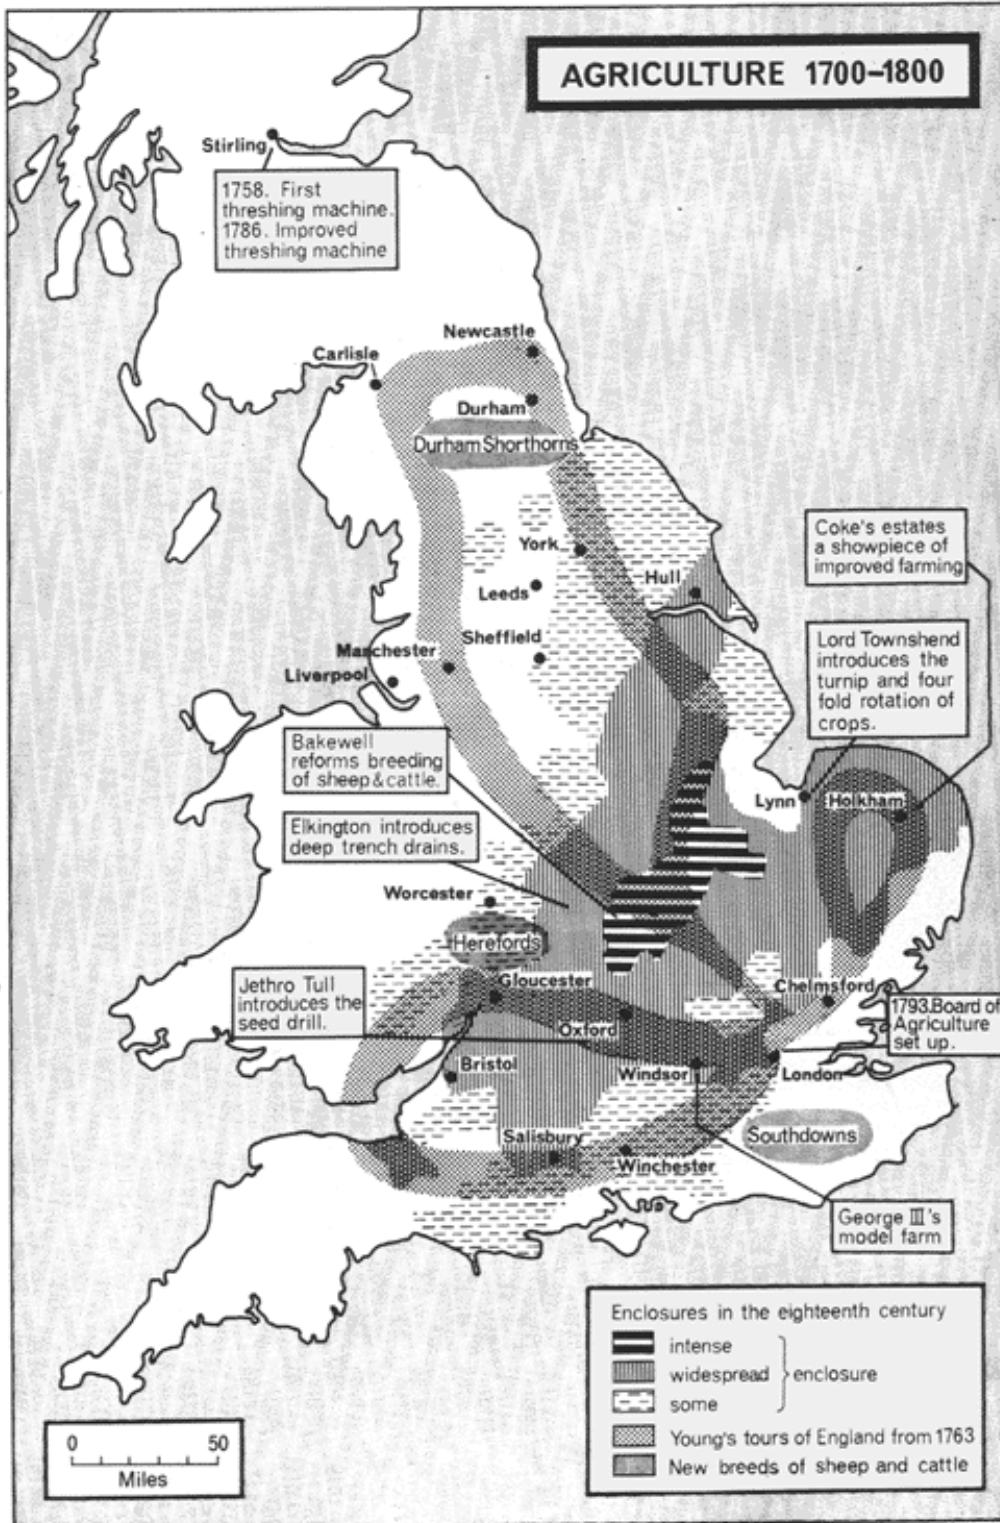 AGRICULTURE 1700–1800
Stirling
1758. First
threshing machine.
1786. Improved
threshing machine
Newcastle
Carlisle
Durham
Durham Shorthorns
Coke's estates
a showpiece of
improved farming
York
Hull
Leeds
Sheffield
Manchester
Liverpool
Lord Townshend
introduces the
turnip and four
fold rotation of
crops.
Bakewell
reforms breeding
of sheep & cattle.
Lynn
Holkham
Elkington introduces
deep trench drains.
Worcester
Herefords
Jethro Tull
introduces the
seed drill.
Gloucester
Chelmsford
1793. Board of
Agriculture
set up.
Oxford
Bristol
Windsor
London
Southdowns
Salisbury
Winchester
George III's
model farm
Enclosures in the eighteenth century
intense
widespread
enclosure
some
Young's tours of England from 1763
New breeds of sheep and cattle
0 50
Miles